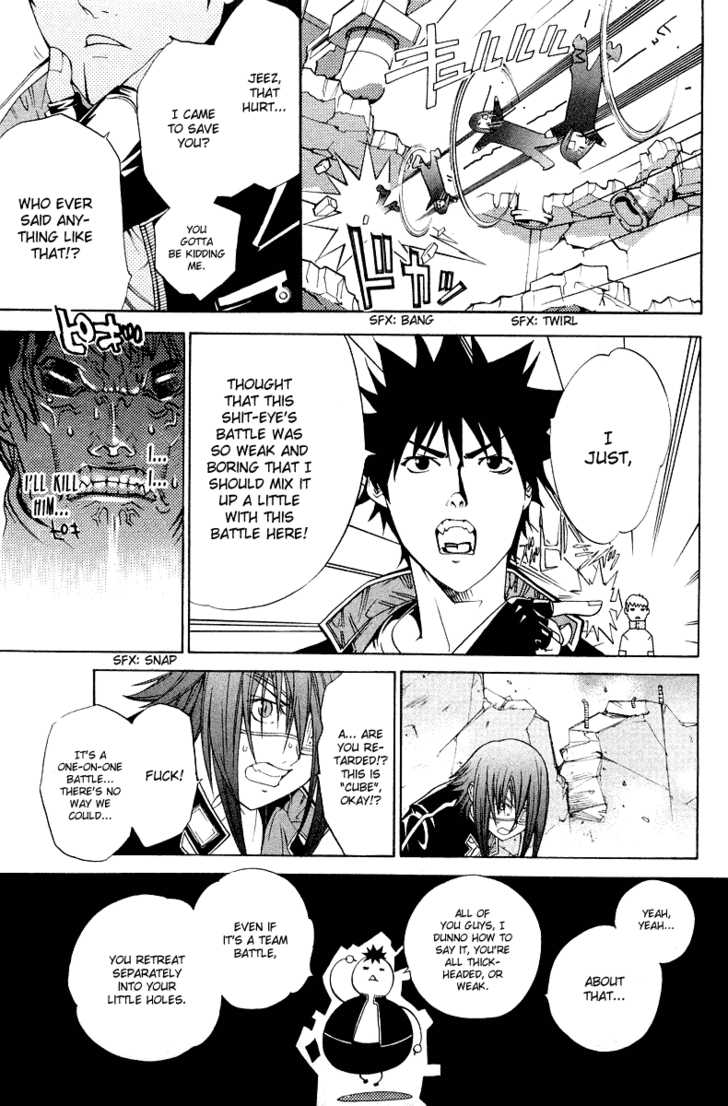 ギュルルル
ドカッ
SFX: BANG
SFX: TWIRL
JEEZ,
THAT
HURT...
I CAME
TO SAVE
YOU?
YOU
GOTTA
BE KIDDING
ME.
WHO EVER
SAID ANY-
THING LIKE
THAT!?
I
JUST,
THOUGHT
THAT THIS
SHIT-EYE'S
BATTLE WAS
SO WEAK AND
BORING THAT I
SHOULD MIX IT
UP A LITTLE
WITH THIS
BATTLE HERE!
ピキ...
I...
I...
I'LL KILL
HIM...
ピキ
SFX: SNAP
A... ARE
YOU RE-
TARDED!?
THIS IS
"CUBE",
OKAY!?
FUCK!
IT'S A
ONE-ON-ONE
BATTLE...
THERE'S NO
WAY WE
COULD...
YEAH,
YEAH...
ABOUT
THAT...
ALL OF
YOU GUYS, I
DUNNO HOW TO
SAY IT, YOU'RE
ALL THICK-
HEADED, OR
WEAK.
EVEN IF
IT'S A TEAM
BATTLE,
YOU RETREAT
SEPARATELY
INTO YOUR
LITTLE HOLES.